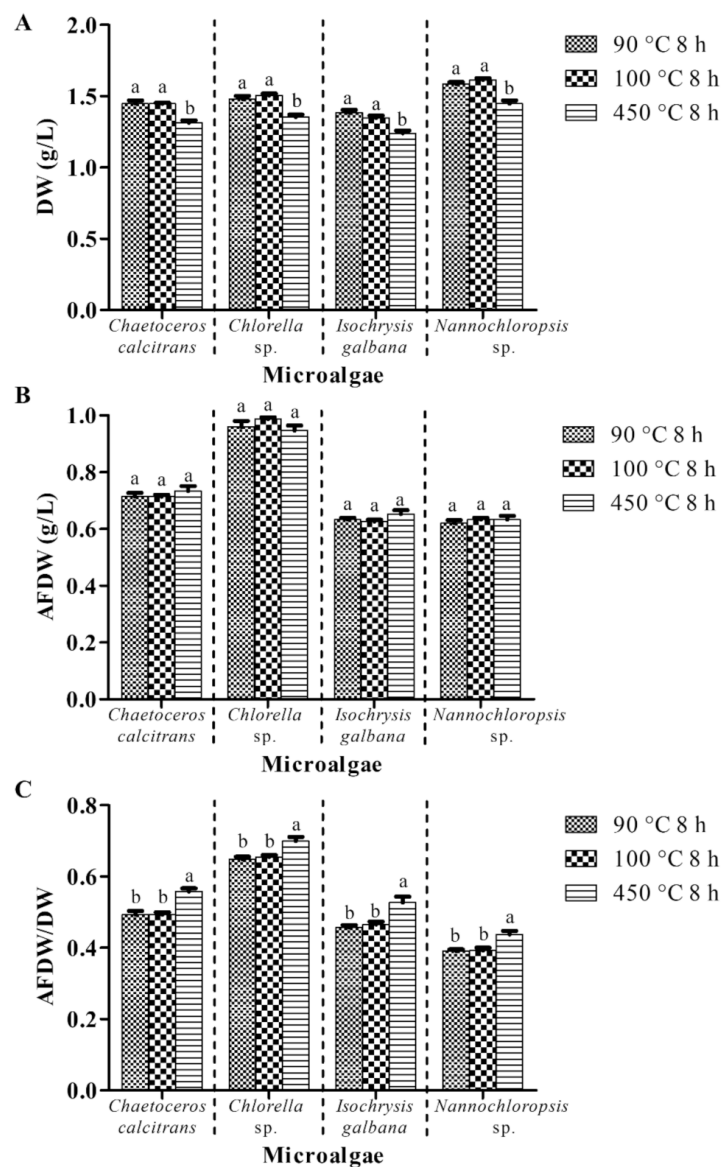 A
2.0
1.5
1.0
0.5
0.0
DW (g/L)
a a b
a a b
a a b
a a b
90 °C 8 h
100 °C 8 h
450 °C 8 h
Chaetoceros
calcitrans
Chlorella
sp.
Isochrysis
galbana
Nannochloropsis
sp.
Microalgae
B
1.0
0.8
0.6
0.4
0.2
0.0
AFDW (g/L)
a a a
a a a
a a a
a a a
90 °C 8 h
100 °C 8 h
450 °C 8 h
Chaetoceros
calcitrans
Chlorella
sp.
Isochrysis
galbana
Nannochloropsis
sp.
Microalgae
C
0.8
0.6
0.4
0.2
0.0
AFDW/DW
b b a
b b a
b b a
b b a
90 °C 8 h
100 °C 8 h
450 °C 8 h
Chaetoceros
calcitrans
Chlorella
sp.
Isochrysis
galbana
Nannochloropsis
sp.
Microalgae